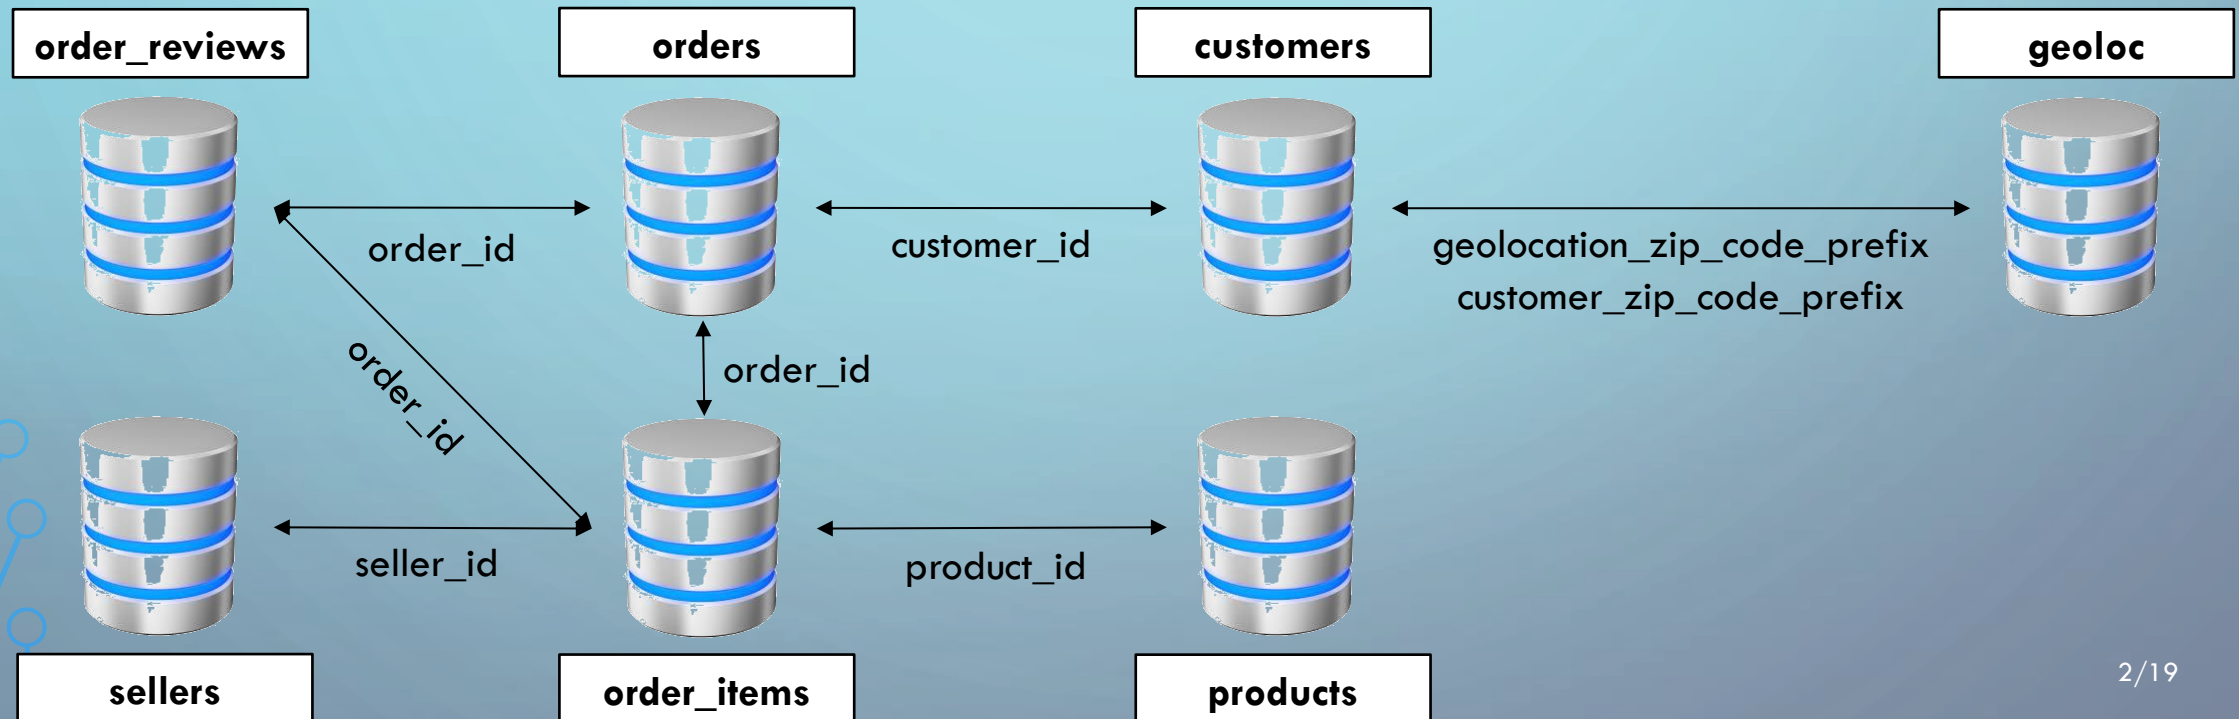 order_reviews
orders
customers
geoloc
order_id
customer_id
geolocation_zip_code_prefix
customer_zip_code_prefix
order_id
order_id
seller_id
product_id
sellers
order_items
products
2/19